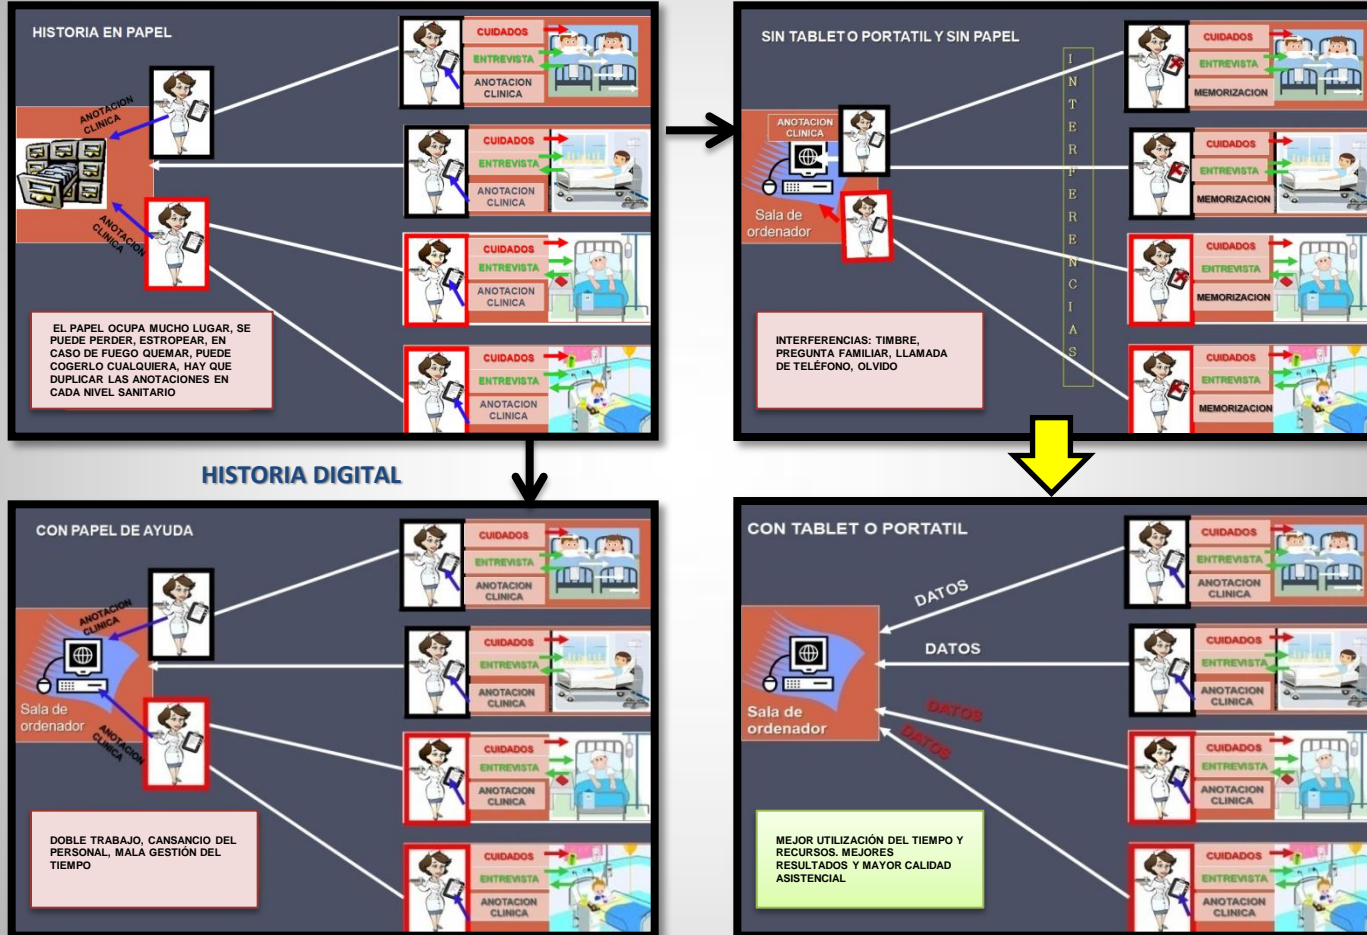 HISTORIA EN PAPEL
CUIDADOS
ENTREVISTA
ANOTACION
CLINICA
CUIDADOS
ENTREVISTA
ANOTACION
CLINICA
CUIDADOS
ENTREVISTA
ANOTACION
CLINICA
CUIDADOS
ENTREVISTA
ANOTACION
CLINICA
ANOTACION
CLINICA
ANOTACION
CLINICA
EL PAPEL OCUPA MUCHO LUGAR, SE
PUEDE PERDER, ESTROPEAR, EN
CASO DE FUEGO QUEMAR, PUEDE
COGERLO CUALQUIERA, HAY QUE
DUPLICAR LAS ANOTACIONES EN
CADA NIVEL SANITARIO
SIN TABLET O PORTATIL Y SIN PAPEL
INTERFERENCIAS
CUIDADOS
ENTREVISTA
MEMORIZACION
CUIDADOS
ENTREVISTA
MEMORIZACION
CUIDADOS
ENTREVISTA
MEMORIZACION
CUIDADOS
ENTREVISTA
MEMORIZACION
ANOTACION
CLINICA
Sala de
ordenador
INTERFERENCIAS: TIMBRE,
PREGUNTA FAMILIAR, LLAMADA
DE TELÉFONO, OLVIDO
HISTORIA DIGITAL
CON PAPEL DE AYUDA
CUIDADOS
ENTREVISTA
ANOTACION
CLINICA
CUIDADOS
ENTREVISTA
ANOTACION
CLINICA
CUIDADOS
ENTREVISTA
ANOTACION
CLINICA
CUIDADOS
ENTREVISTA
ANOTACION
CLINICA
ANOTACION
CLINICA
Sala de
ordenador
ANOTACION
CLINICA
DOBLE TRABAJO, CANSANCIO DEL
PERSONAL, MALA GESTIÓN DEL
TIEMPO
CON TABLET O PORTATIL
CUIDADOS
ENTREVISTA
ANOTACION
CLINICA
CUIDADOS
ENTREVISTA
ANOTACION
CLINICA
CUIDADOS
ENTREVISTA
ANOTACION
CLINICA
CUIDADOS
ENTREVISTA
ANOTACION
CLINICA
DATOS
DATOS
DATOS
DATOS
Sala de
ordenador
MEJOR UTILIZACIÓN DEL TIEMPO Y
RECURSOS. MEJORES
RESULTADOS Y MAYOR CALIDAD
ASISTENCIAL